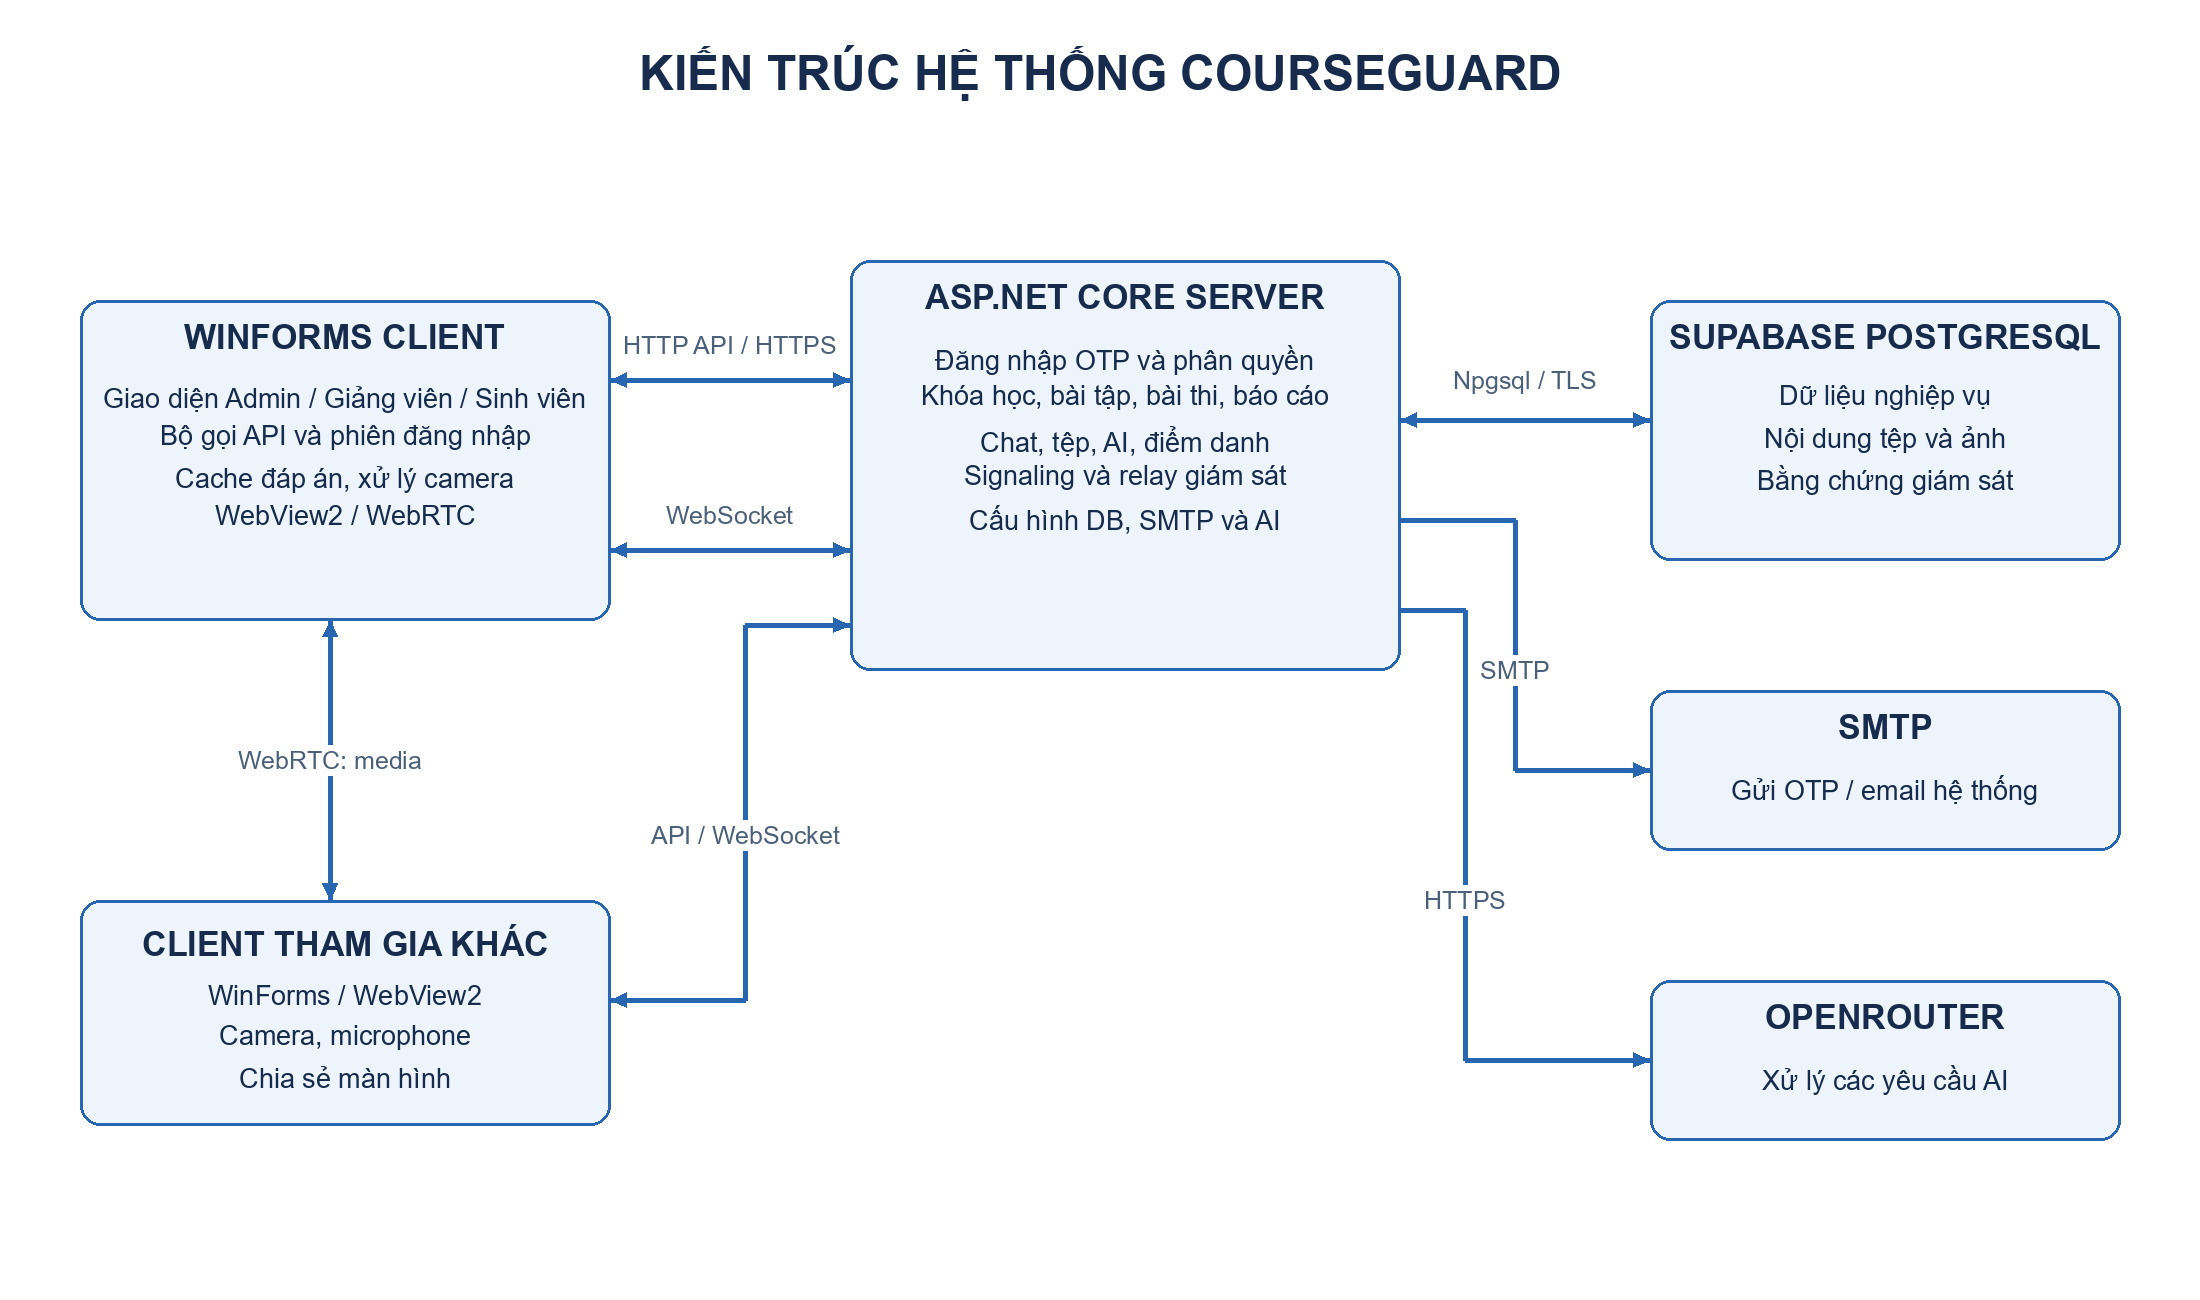 KIẾN TRÚC HỆ THỐNG COURSEGUARD
WINFORMS CLIENT
Giao diện Admin / Giảng viên / Sinh viên
Bộ gọi API và phiên đăng nhập
Cache đáp án, xử lý camera
WebView2 / WebRTC
HTTP API / HTTPS
WebSocket
ASP.NET CORE SERVER
Đăng nhập OTP và phân quyền
Khóa học, bài tập, bài thi, báo cáo
Chat, tệp, AI, điểm danh
Signaling và relay giám sát
Cấu hình DB, SMTP và AI
Npgsql / TLS
SUPABASE POSTGRESQL
Dữ liệu nghiệp vụ
Nội dung tệp và ảnh
Bằng chứng giám sát
SMTP
SMTP
Gửi OTP / email hệ thống
WebRTC: media
API / WebSocket
HTTPS
CLIENT THAM GIA KHÁC
WinForms / WebView2
Camera, microphone
Chia sẻ màn hình
OPENROUTER
Xử lý các yêu cầu AI